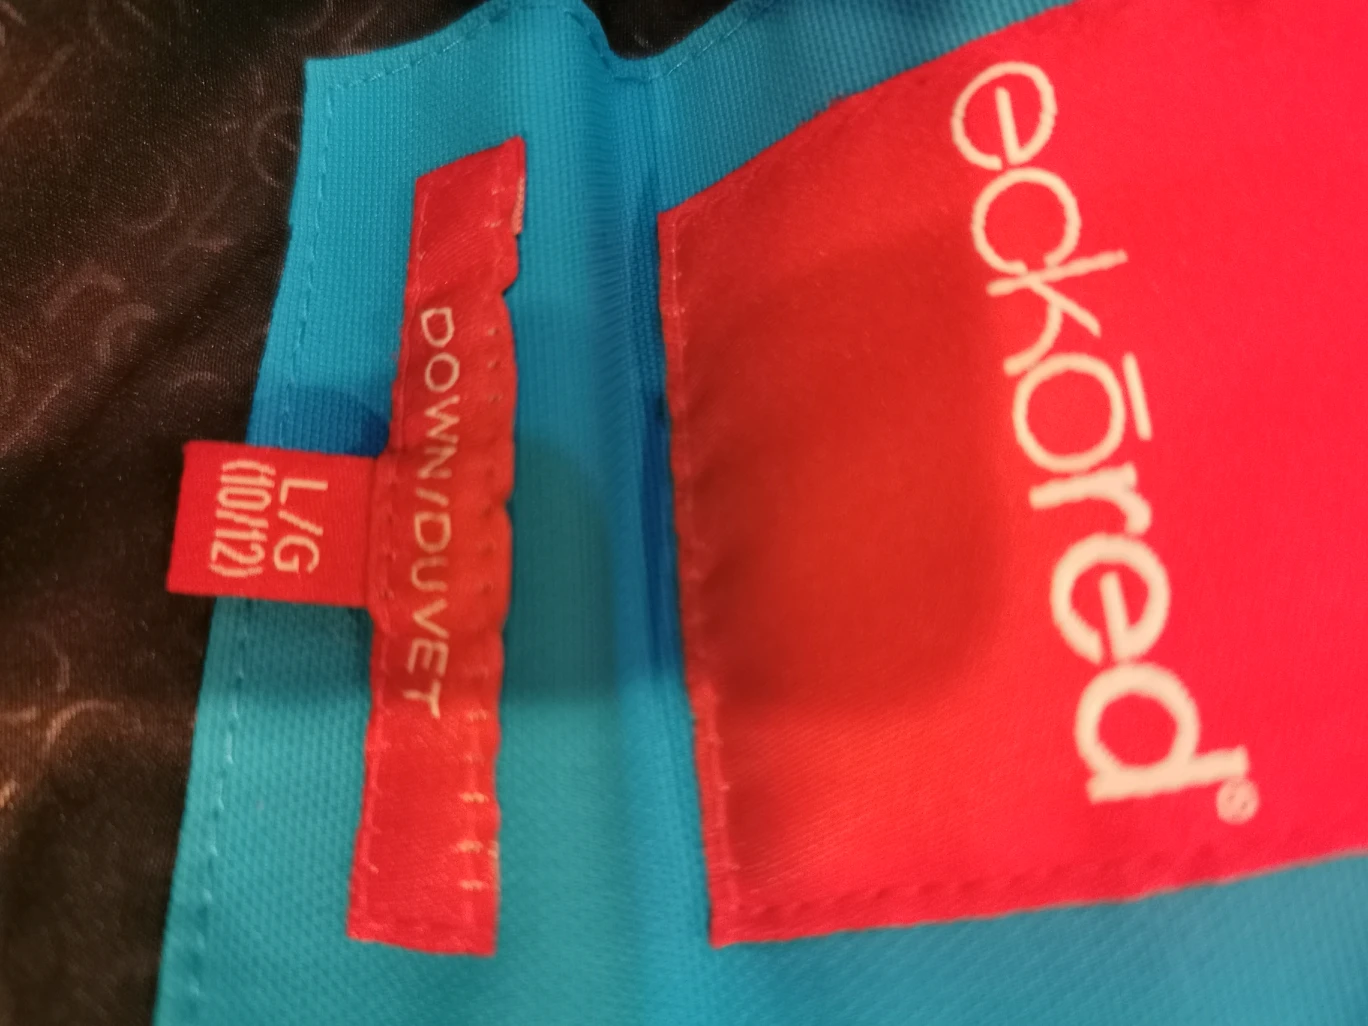 eckōred®
DOWN/DUVET
L/G
(10/12)